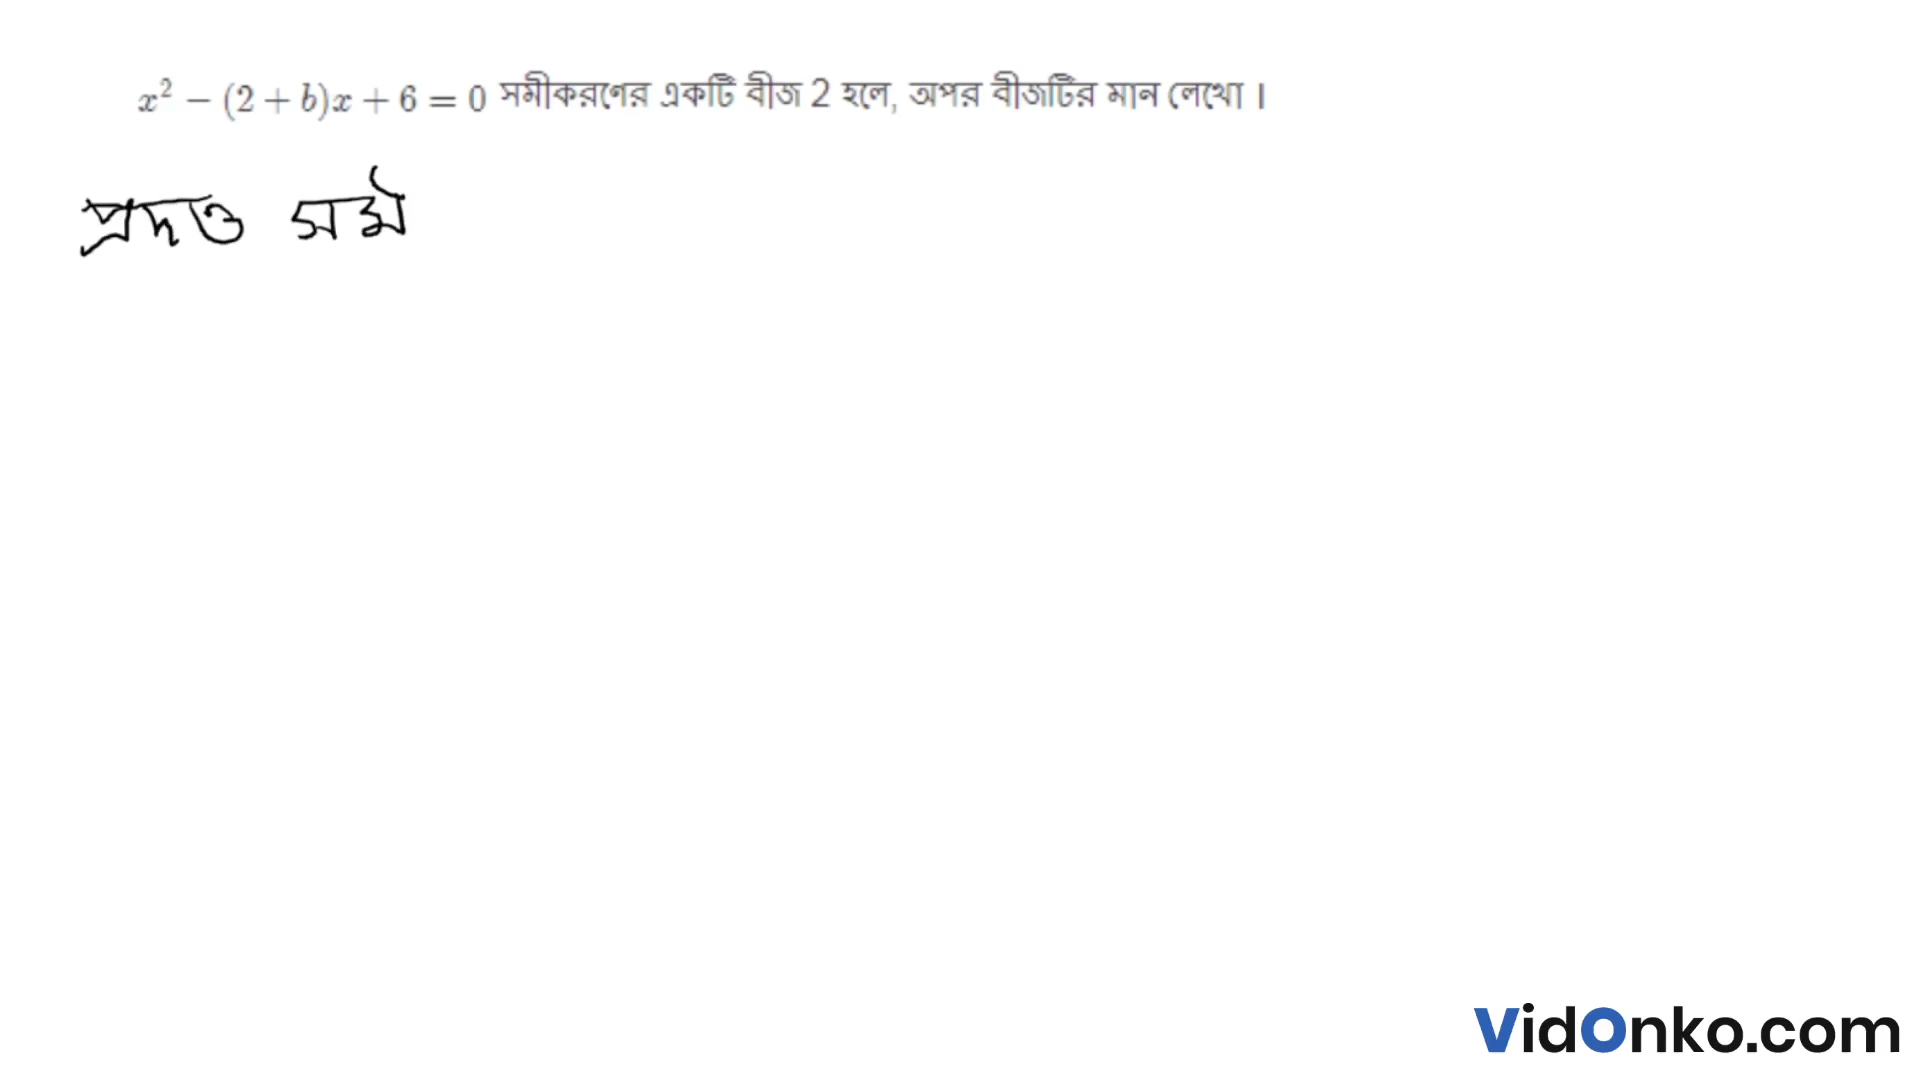 x² − (2 + b)x + 6 = 0 সমীকরণের একটি বীজ 2 হলে, অপর বীজটির মান লেখো ।
প্রদত্ত সমী
VidOnko.com